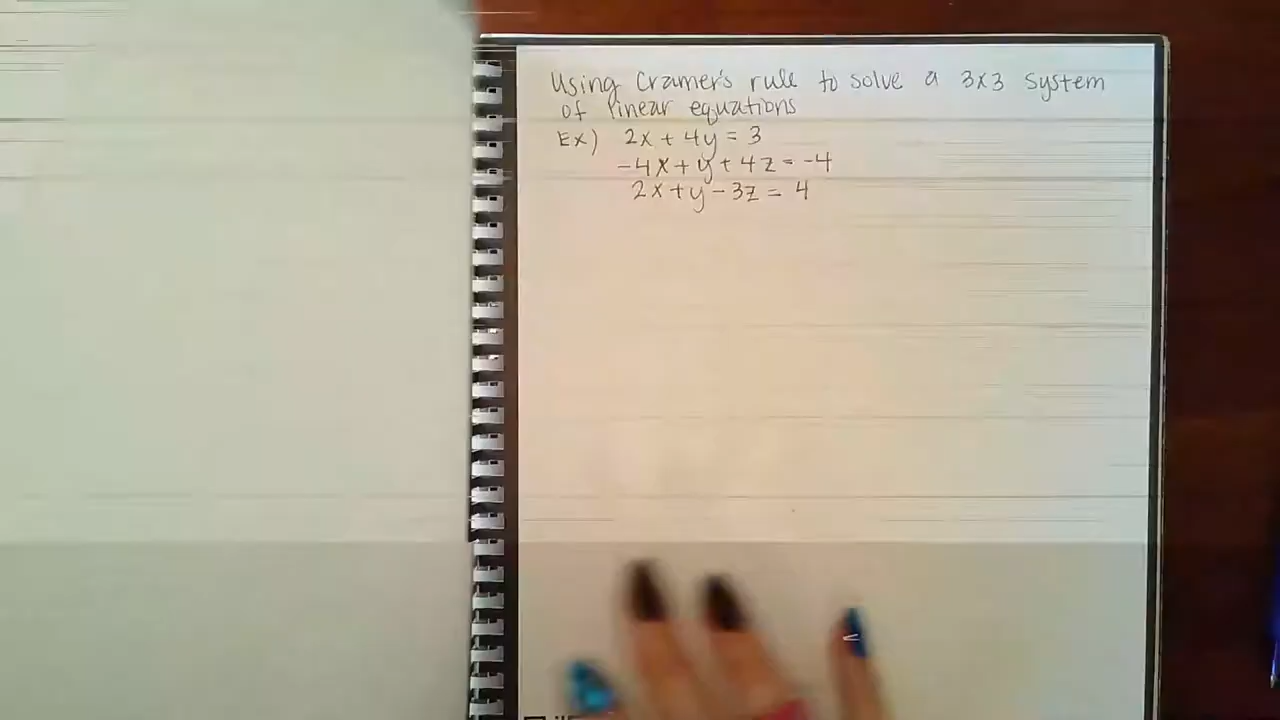 Using Cramer's rule to solve a 3x3 system
of linear equations
Ex) 2x + 4y = 3
-4x + y + 4z = -4
2x + y - 3z = 4